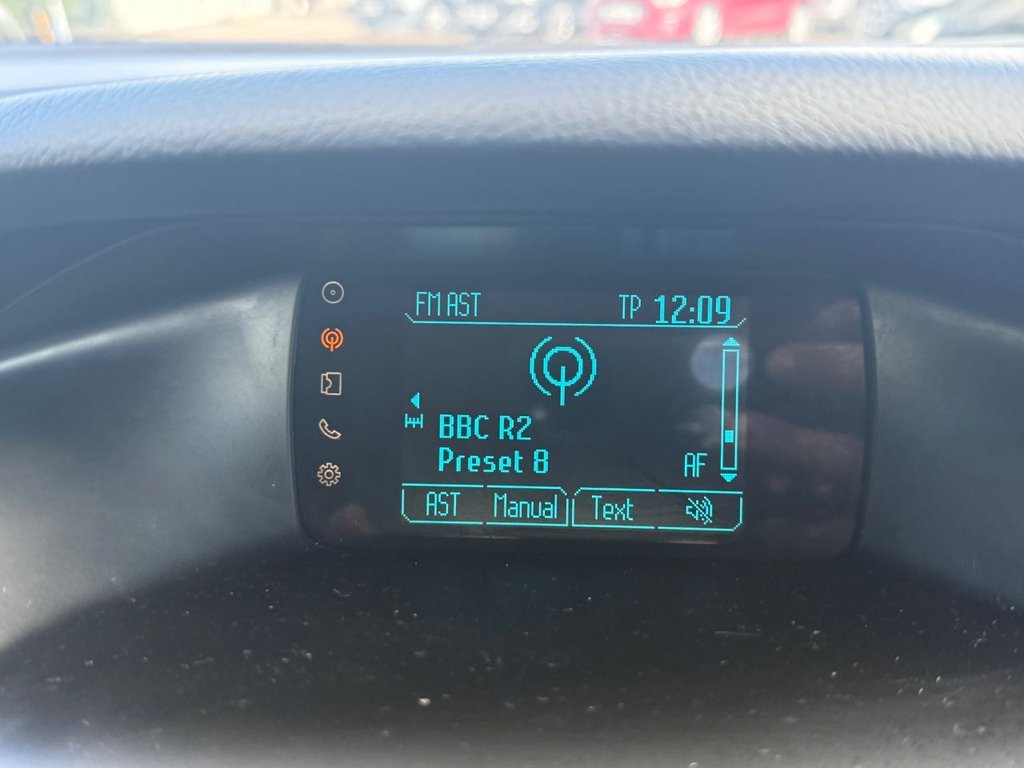 FM AST TP 12:09
BBC R2
Preset 8 AF
AST Manual Text